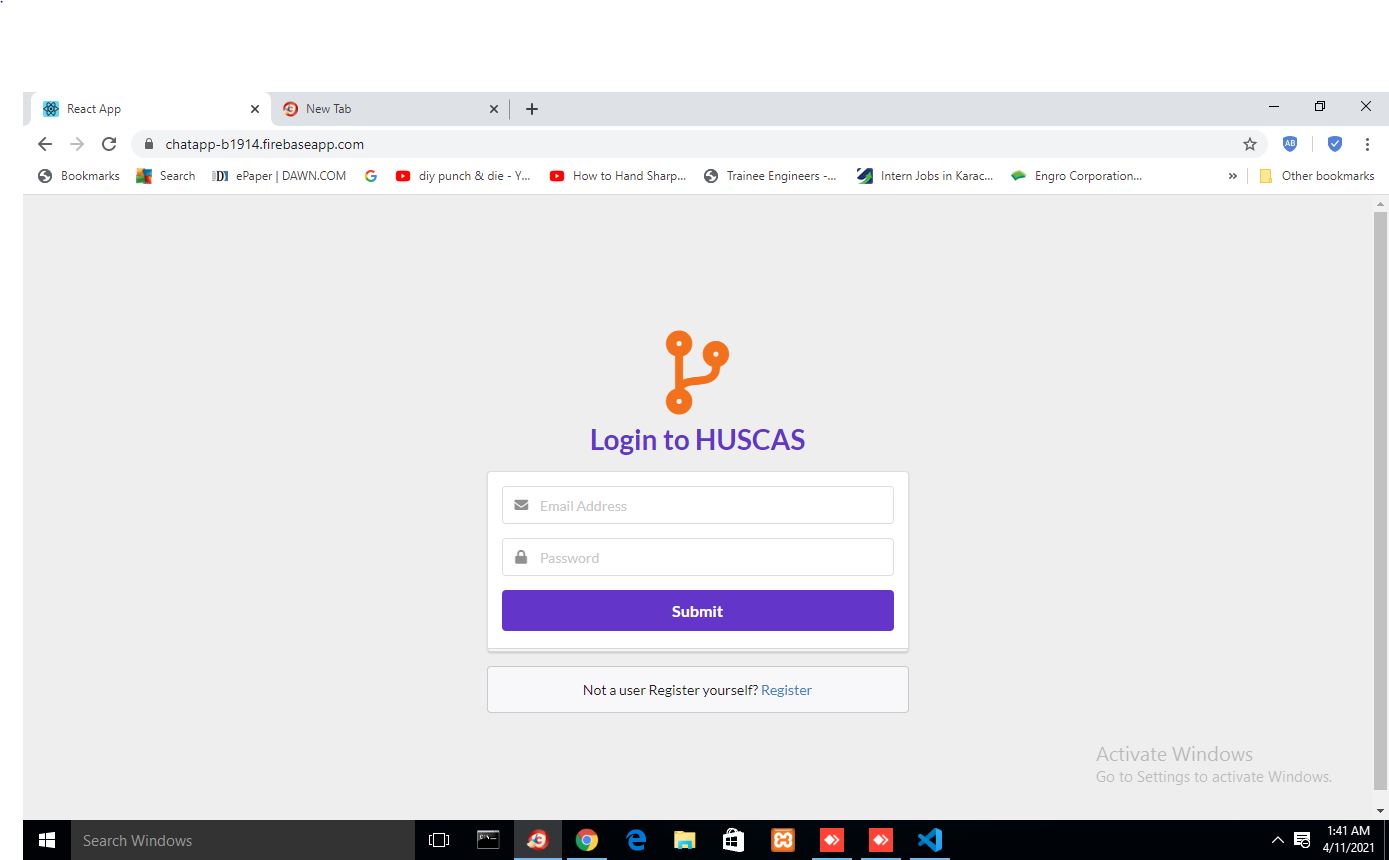 React App
New Tab
chatapp-b1914.firebaseapp.com
AB
Bookmarks Search ePaper | DAWN.COM diy punch & die - Y... How to Hand Sharp... Trainee Engineers -... Intern Jobs in Karac... Engro Corporation... » Other bookmarks
Login to HUSCAS
Email Address
Password
Submit
Not a user Register yourself? Register
Activate Windows
Go to Settings to activate Windows.
Search Windows
1:41 AM
4/11/2021